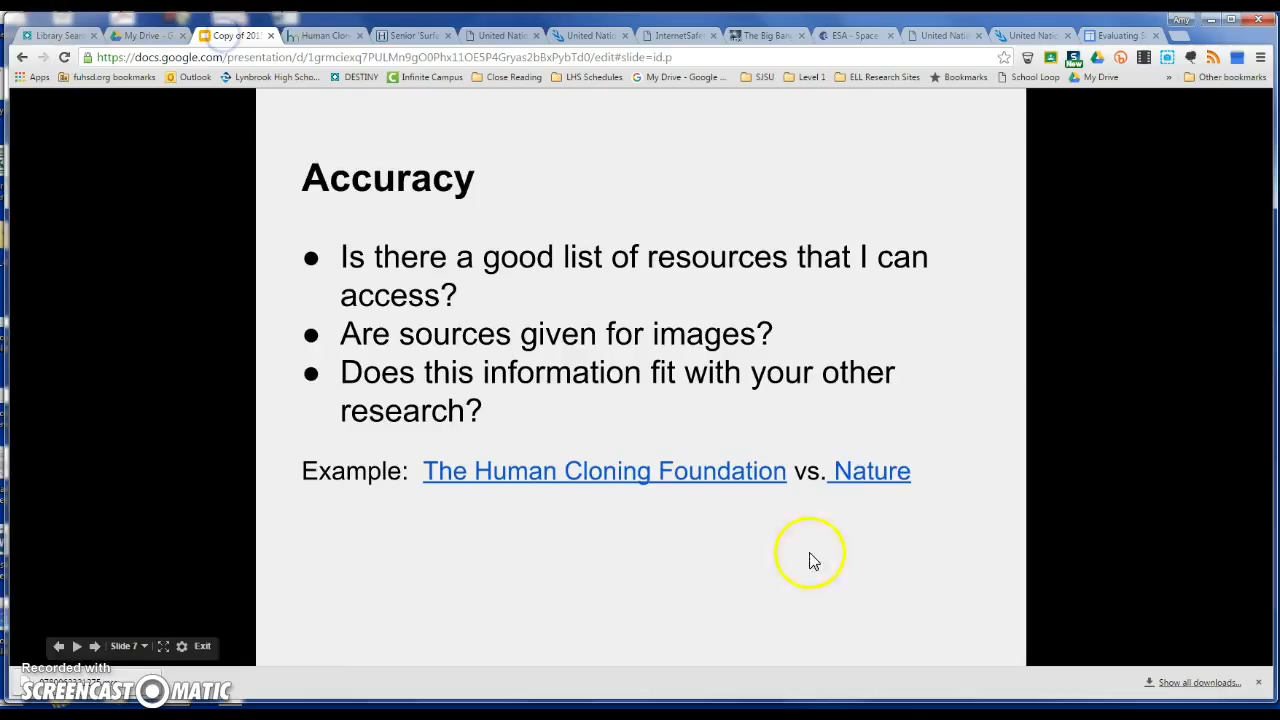 Amy
Library Sear
My Drive - G
Copy of 201
Human Clon
Senior 'Surfa
United Natio
United Natio
InternetSafe
The Big Bang
ESA - Space
United Natio
United Natio
Evaluating S
https://docs.google.com/presentation/d/1grmciexq7PULMn9gO0Phx11OE5P4Gryas2bBxPybTd0/edit#slide=id.p
Apps
fuhsd.org bookmarks
Outlook
Lynbrook High Scho...
DESTINY
Infinite Campus
Close Reading
LHS Schedules
My Drive - Google ...
SJSU
Level 1
ELL Research Sites
Bookmarks
School Loop
My Drive
»
Other bookmarks
New
Accuracy
● Is there a good list of resources that I can
access?
● Are sources given for images?
● Does this information fit with your other
research?
Example: The Human Cloning Foundation vs. Nature
Slide 7
Exit
Recorded with
SCREENCAST MATIC
Show all downloads...